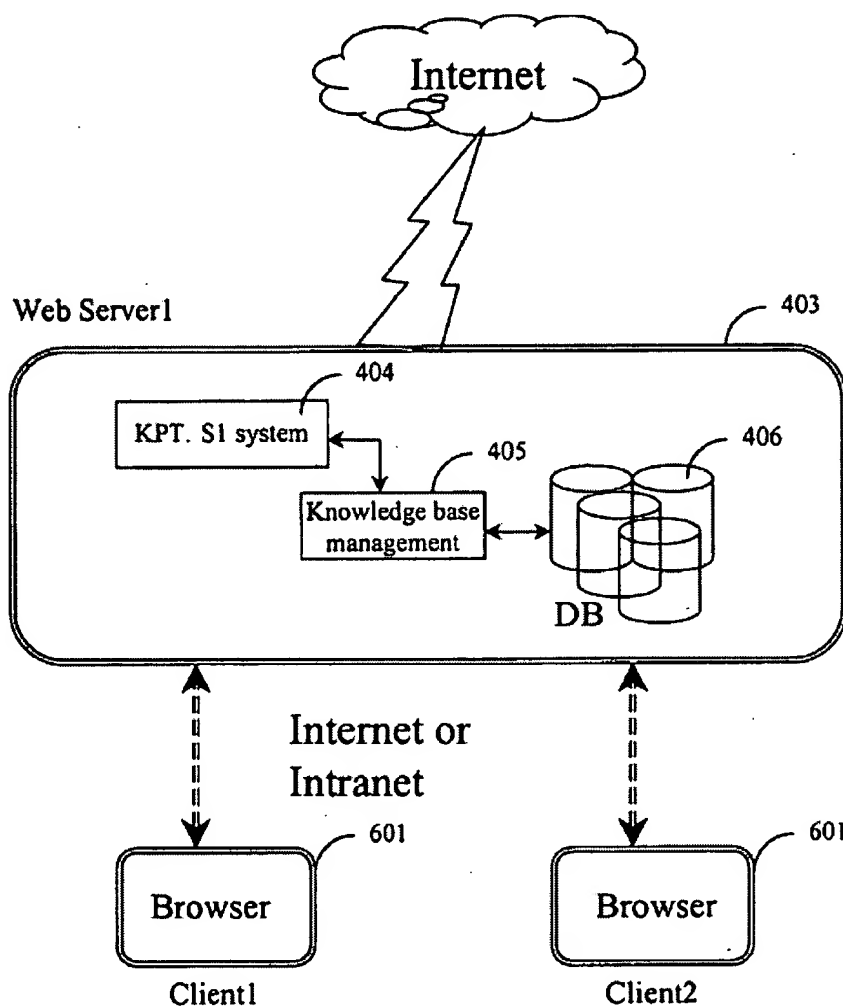 Internet
Web Server1
403
404
KPT. S1 system
405
406
Knowledge base
management
DB
Internet or
Intranet
601
601
Browser
Browser
Client1
Client2